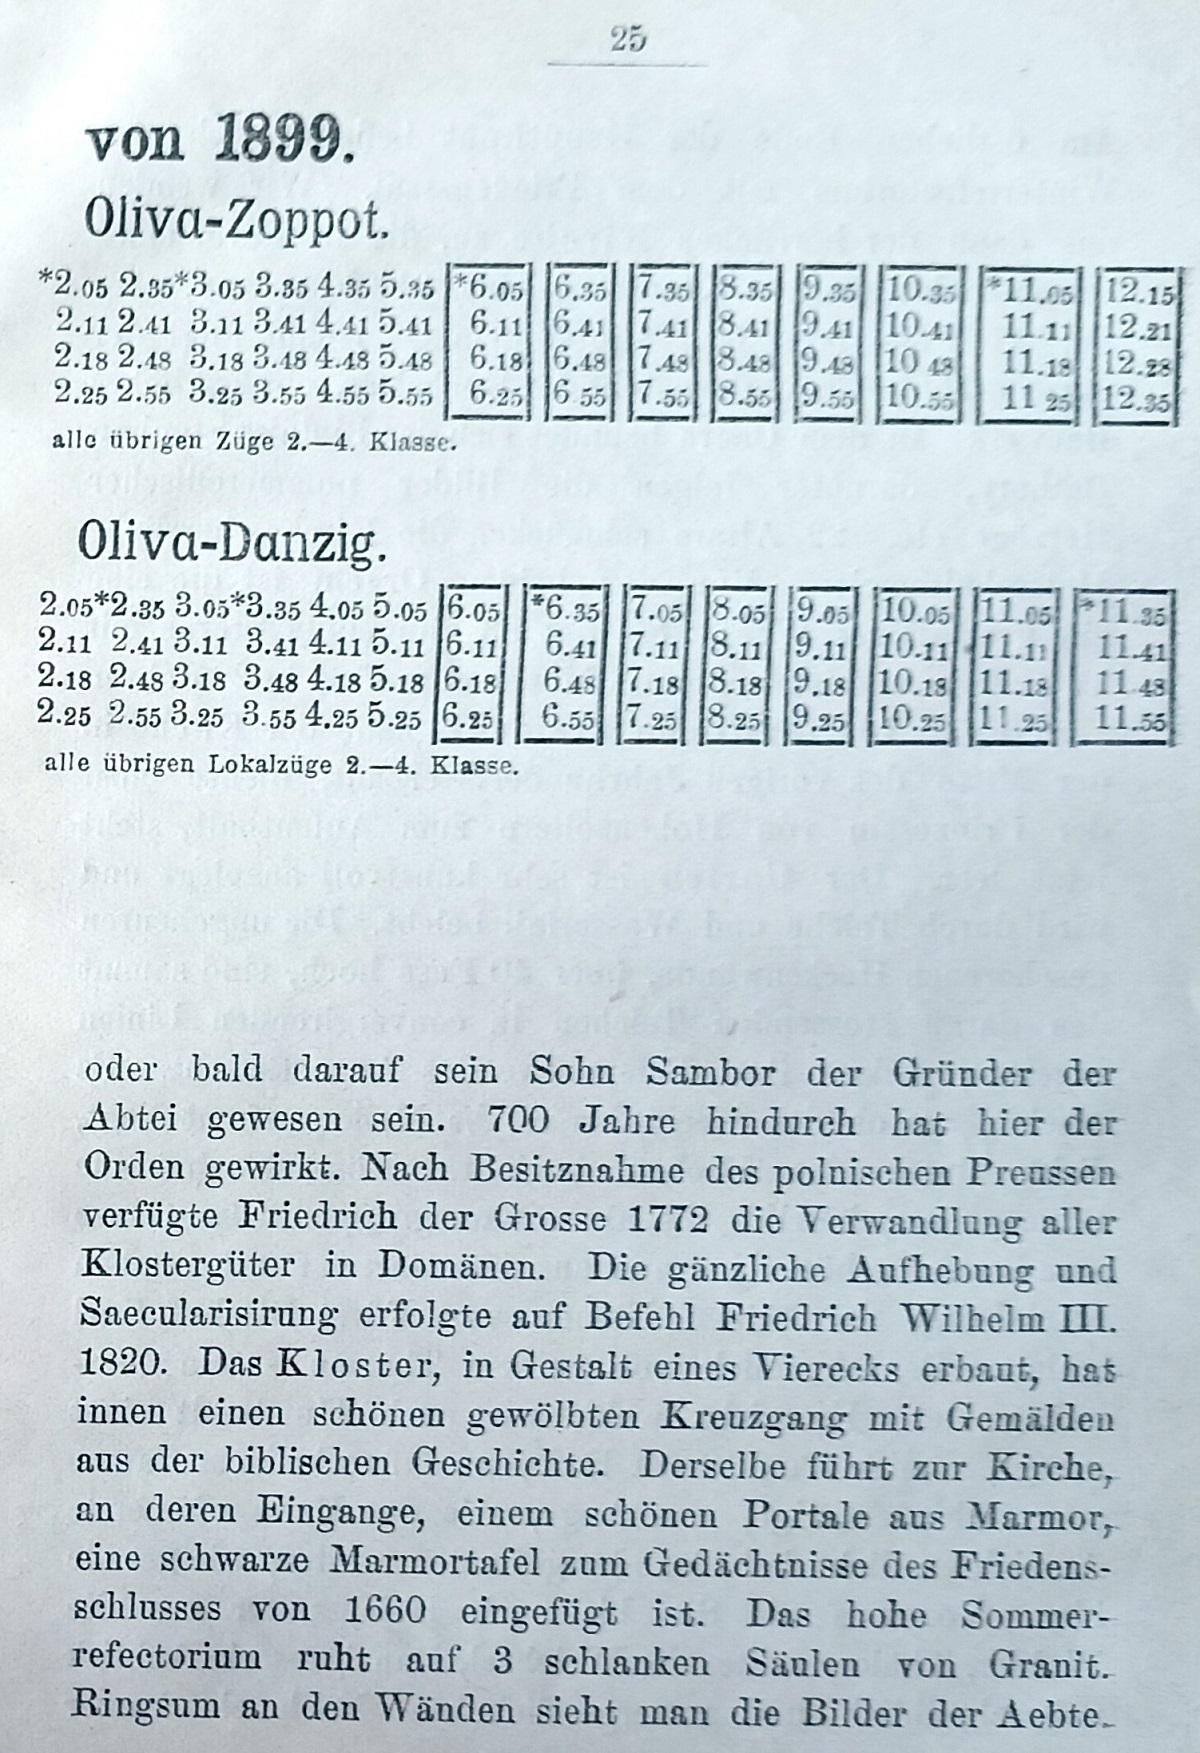 25
von 1899.
Oliva-Zoppot.
*2.05 2.35 *3.05 3.35 4.35 5.35 *6.05 6.35 7.35 8.35 9.35 10.35 *11.05 12.15
2.11 2.41 3.11 3.41 4.41 5.41 6.11 6.41 7.41 8.41 9.41 10.41 11.11 12.21
2.18 2.48 3.18 3.48 4.48 5.48 6.18 6.48 7.48 8.48 9.48 10 48 11.18 12.28
2.25 2.55 3.25 3.55 4.55 5.55 6.25 6 55 7.55 8.55 9.55 10.55 11 25 12.35
alle übrigen Züge 2.—4. Klasse.
Oliva-Danzig.
2.05 *2.35 3.05 *3.35 4.05 5.05 6.05 *6.35 7.05 8.05 9.05 10.05 11.05 *11.35
2.11 2.41 3.11 3.41 4.11 5.11 6.11 6.41 7.11 8.11 9.11 10.11 11.11 11.41
2.18 2.48 3.18 3.48 4.18 5.18 6.18 6.48 7.18 8.18 9.18 10.18 11.18 11 48
2.25 2.55 3.25 3.55 4.25 5.25 6.25 6.55 7.25 8.25 9.25 10.25 11.25 11.55
alle übrigen Lokalzüge 2.—4. Klasse.
oder bald darauf sein Sohn Sambor der Gründer der
Abtei gewesen sein. 700 Jahre hindurch hat hier der
Orden gewirkt. Nach Besitznahme des polnischen Preussen
verfügte Friedrich der Grosse 1772 die Verwandlung aller
Klostergüter in Domänen. Die gänzliche Aufhebung und
Saecularisirung erfolgte auf Befehl Friedrich Wilhelm III.
1820. Das Kloster, in Gestalt eines Vierecks erbaut, hat
innen einen schönen gewölbten Kreuzgang mit Gemälden
aus der biblischen Geschichte. Derselbe führt zur Kirche,
an deren Eingange, einem schönen Portale aus Marmor,
eine schwarze Marmortafel zum Gedächtnisse des Friedens-
schlusses von 1660 eingefügt ist. Das hohe Sommer-
refectorium ruht auf 3 schlanken Säulen von Granit.
Ringsum an den Wänden sieht man die Bilder der Aebte.